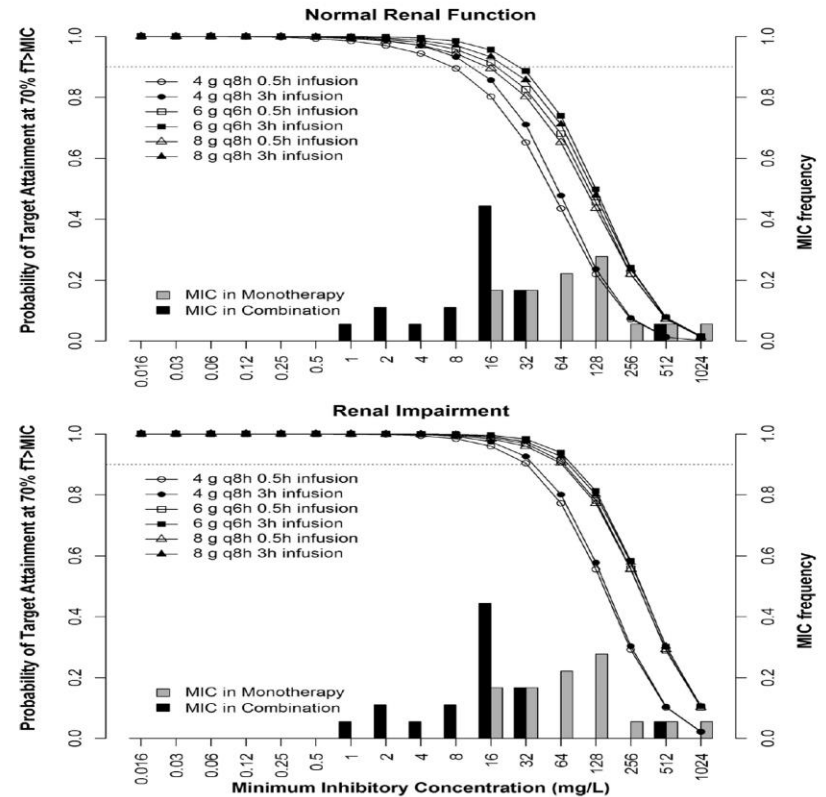 Normal Renal Function
Probability of Target Attainment at 70% fT>MIC
1.0
0.8
0.6
0.4
0.2
0.0
4 g q8h 0.5h infusion
4 g q8h 3h infusion
6 g q6h 0.5h infusion
6 g q6h 3h infusion
8 g q8h 0.5h infusion
8 g q8h 3h infusion
MIC in Monotherapy
MIC in Combination
1.0
0.8
0.6
0.4
0.2
0.0
MIC frequency
0.016 0.03 0.06 0.12 0.25 0.5 1 2 4 8 16 32 64 128 256 512 1024
Renal Impairment
Probability of Target Attainment at 70% fT>MIC
1.0
0.8
0.6
0.4
0.2
0.0
4 g q8h 0.5h infusion
4 g q8h 3h infusion
6 g q6h 0.5h infusion
6 g q6h 3h infusion
8 g q8h 0.5h infusion
8 g q8h 3h infusion
MIC in Monotherapy
MIC in Combination
1.0
0.8
0.6
0.4
0.2
0.0
MIC frequency
0.016 0.03 0.06 0.12 0.25 0.5 1 2 4 8 16 32 64 128 256 512 1024
Minimum Inhibitory Concentration (mg/L)